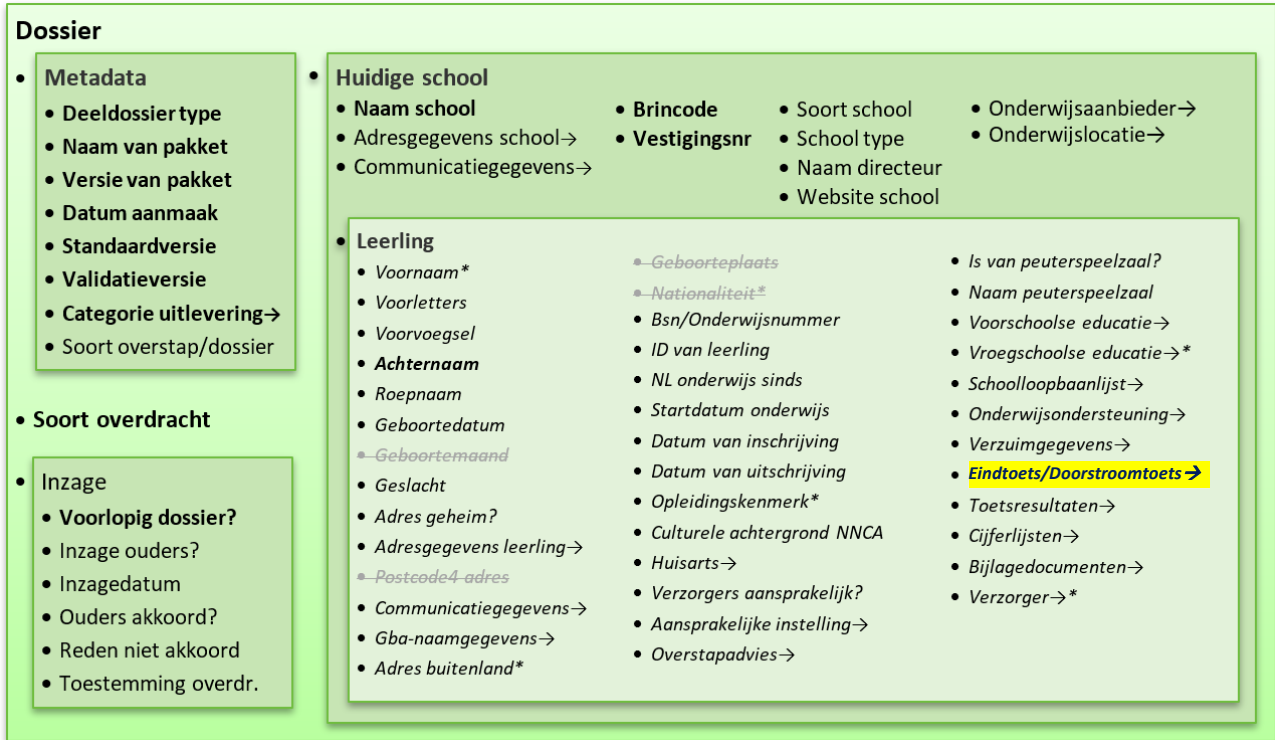 Dossier
• Metadata
• Deeldossier type
• Naam van pakket
• Versie van pakket
• Datum aanmaak
• Standaardversie
• Validatieversie
• Categorie uitlevering→
• Soort overstap/dossier
• Soort overdracht
• Inzage
• Voorlopig dossier?
• Inzage ouders?
• Inzagedatum
• Ouders akkoord?
• Reden niet akkoord
• Toestemming overdr.
• Huidige school
• Naam school
• Adresgegevens school→
• Communicatiegegevens→
• Brincode
• Vestigingsnr
• Soort school
• School type
• Naam directeur
• Website school
• Onderwijsaanbieder→
• Onderwijslocatie→
• Leerling
• Voornaam*
• Voorletters
• Voorvoegsel
• Achternaam
• Roepnaam
• Geboortedatum
• Geboortemaand
• Geslacht
• Adres geheim?
• Adresgegevens leerling→
• Postcode4 adres
• Communicatiegegevens→
• Gba-naamgegevens→
• Adres buitenland*
• Geboorteplaats
• Nationaliteit*
• Bsn/Onderwijsnummer
• ID van leerling
• NL onderwijs sinds
• Startdatum onderwijs
• Datum van inschrijving
• Datum van uitschrijving
• Opleidingskenmerk*
• Culturele achtergrond NNCA
• Huisarts→
• Verzorgers aansprakelijk?
• Aansprakelijke instelling→
• Overstapadvies→
• Is van peuterspeelzaal?
• Naam peuterspeelzaal
• Voorschoolse educatie→
• Vroegschoolse educatie→*
• Schoolloopbaanlijst→
• Onderwijsondersteuning→
• Verzuimgegevens→
• Eindtoets/Doorstroomtoets→
• Toetsresultaten→
• Cijferlijsten→
• Bijlagedocumenten→
• Verzorger→*